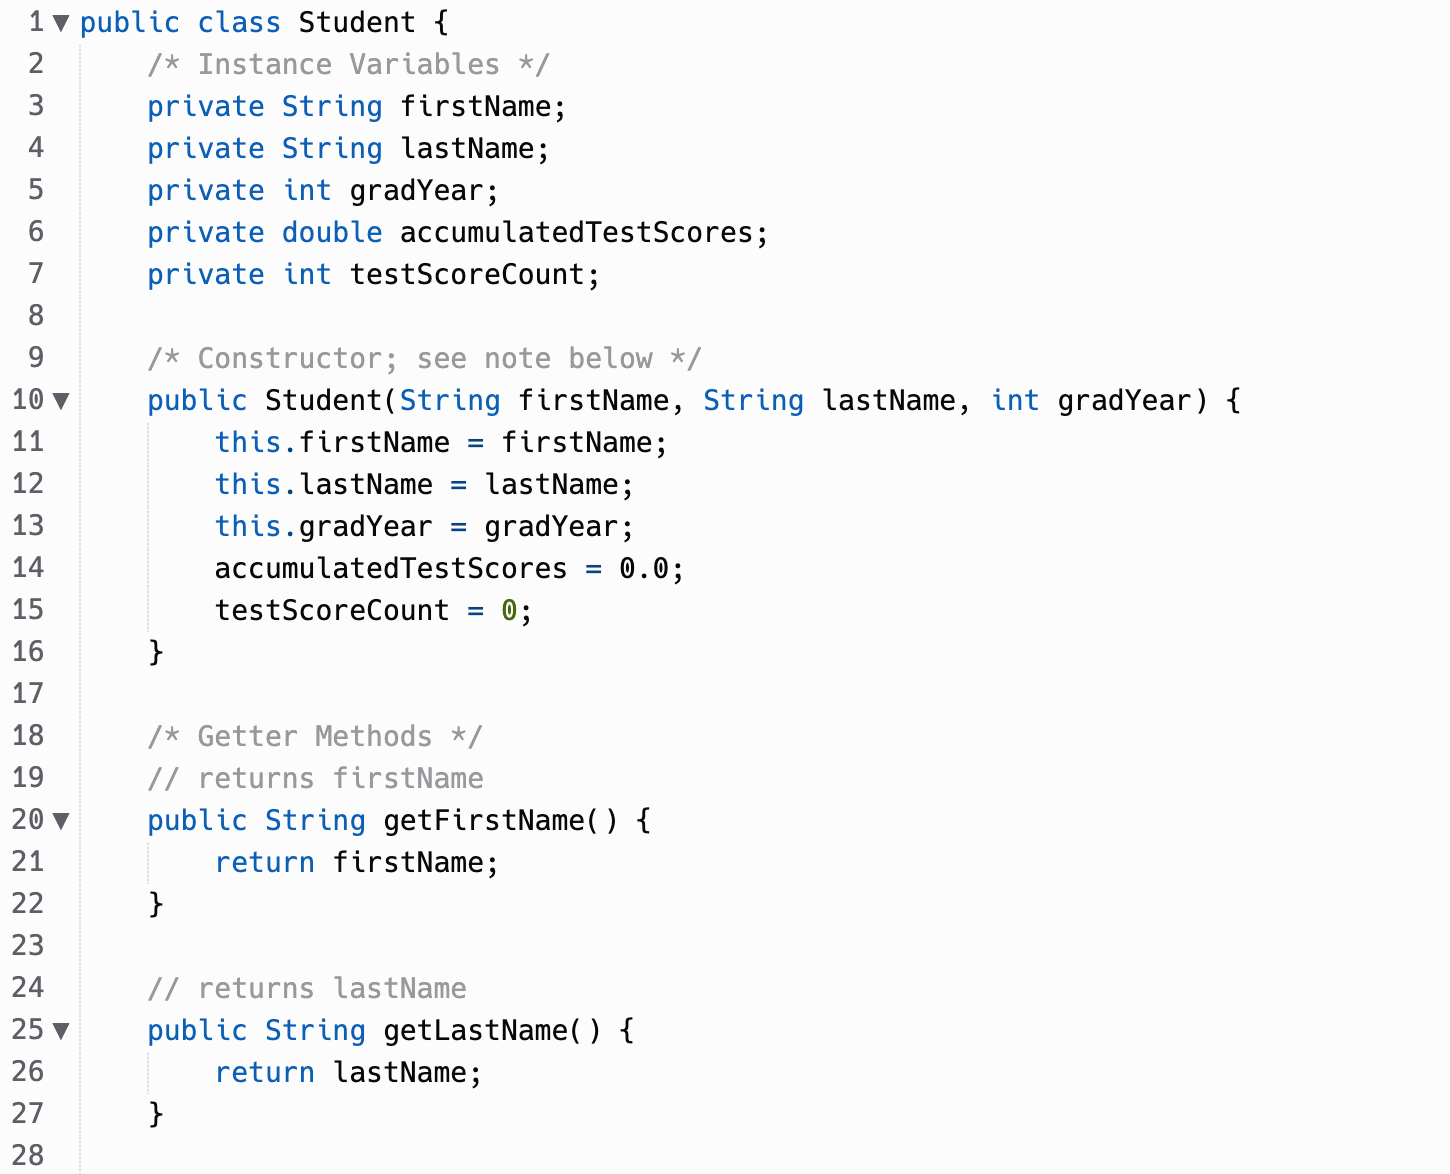 1 ▼ public class Student {
2     /* Instance Variables */
3     private String firstName;
4     private String lastName;
5     private int gradYear;
6     private double accumulatedTestScores;
7     private int testScoreCount;
8
9     /* Constructor; see note below */
10 ▼     public Student(String firstName, String lastName, int gradYear) {
11         this.firstName = firstName;
12         this.lastName = lastName;
13         this.gradYear = gradYear;
14         accumulatedTestScores = 0.0;
15         testScoreCount = 0;
16     }
17
18     /* Getter Methods */
19     // returns firstName
20 ▼     public String getFirstName() {
21         return firstName;
22     }
23
24     // returns lastName
25 ▼     public String getLastName() {
26         return lastName;
27     }
28